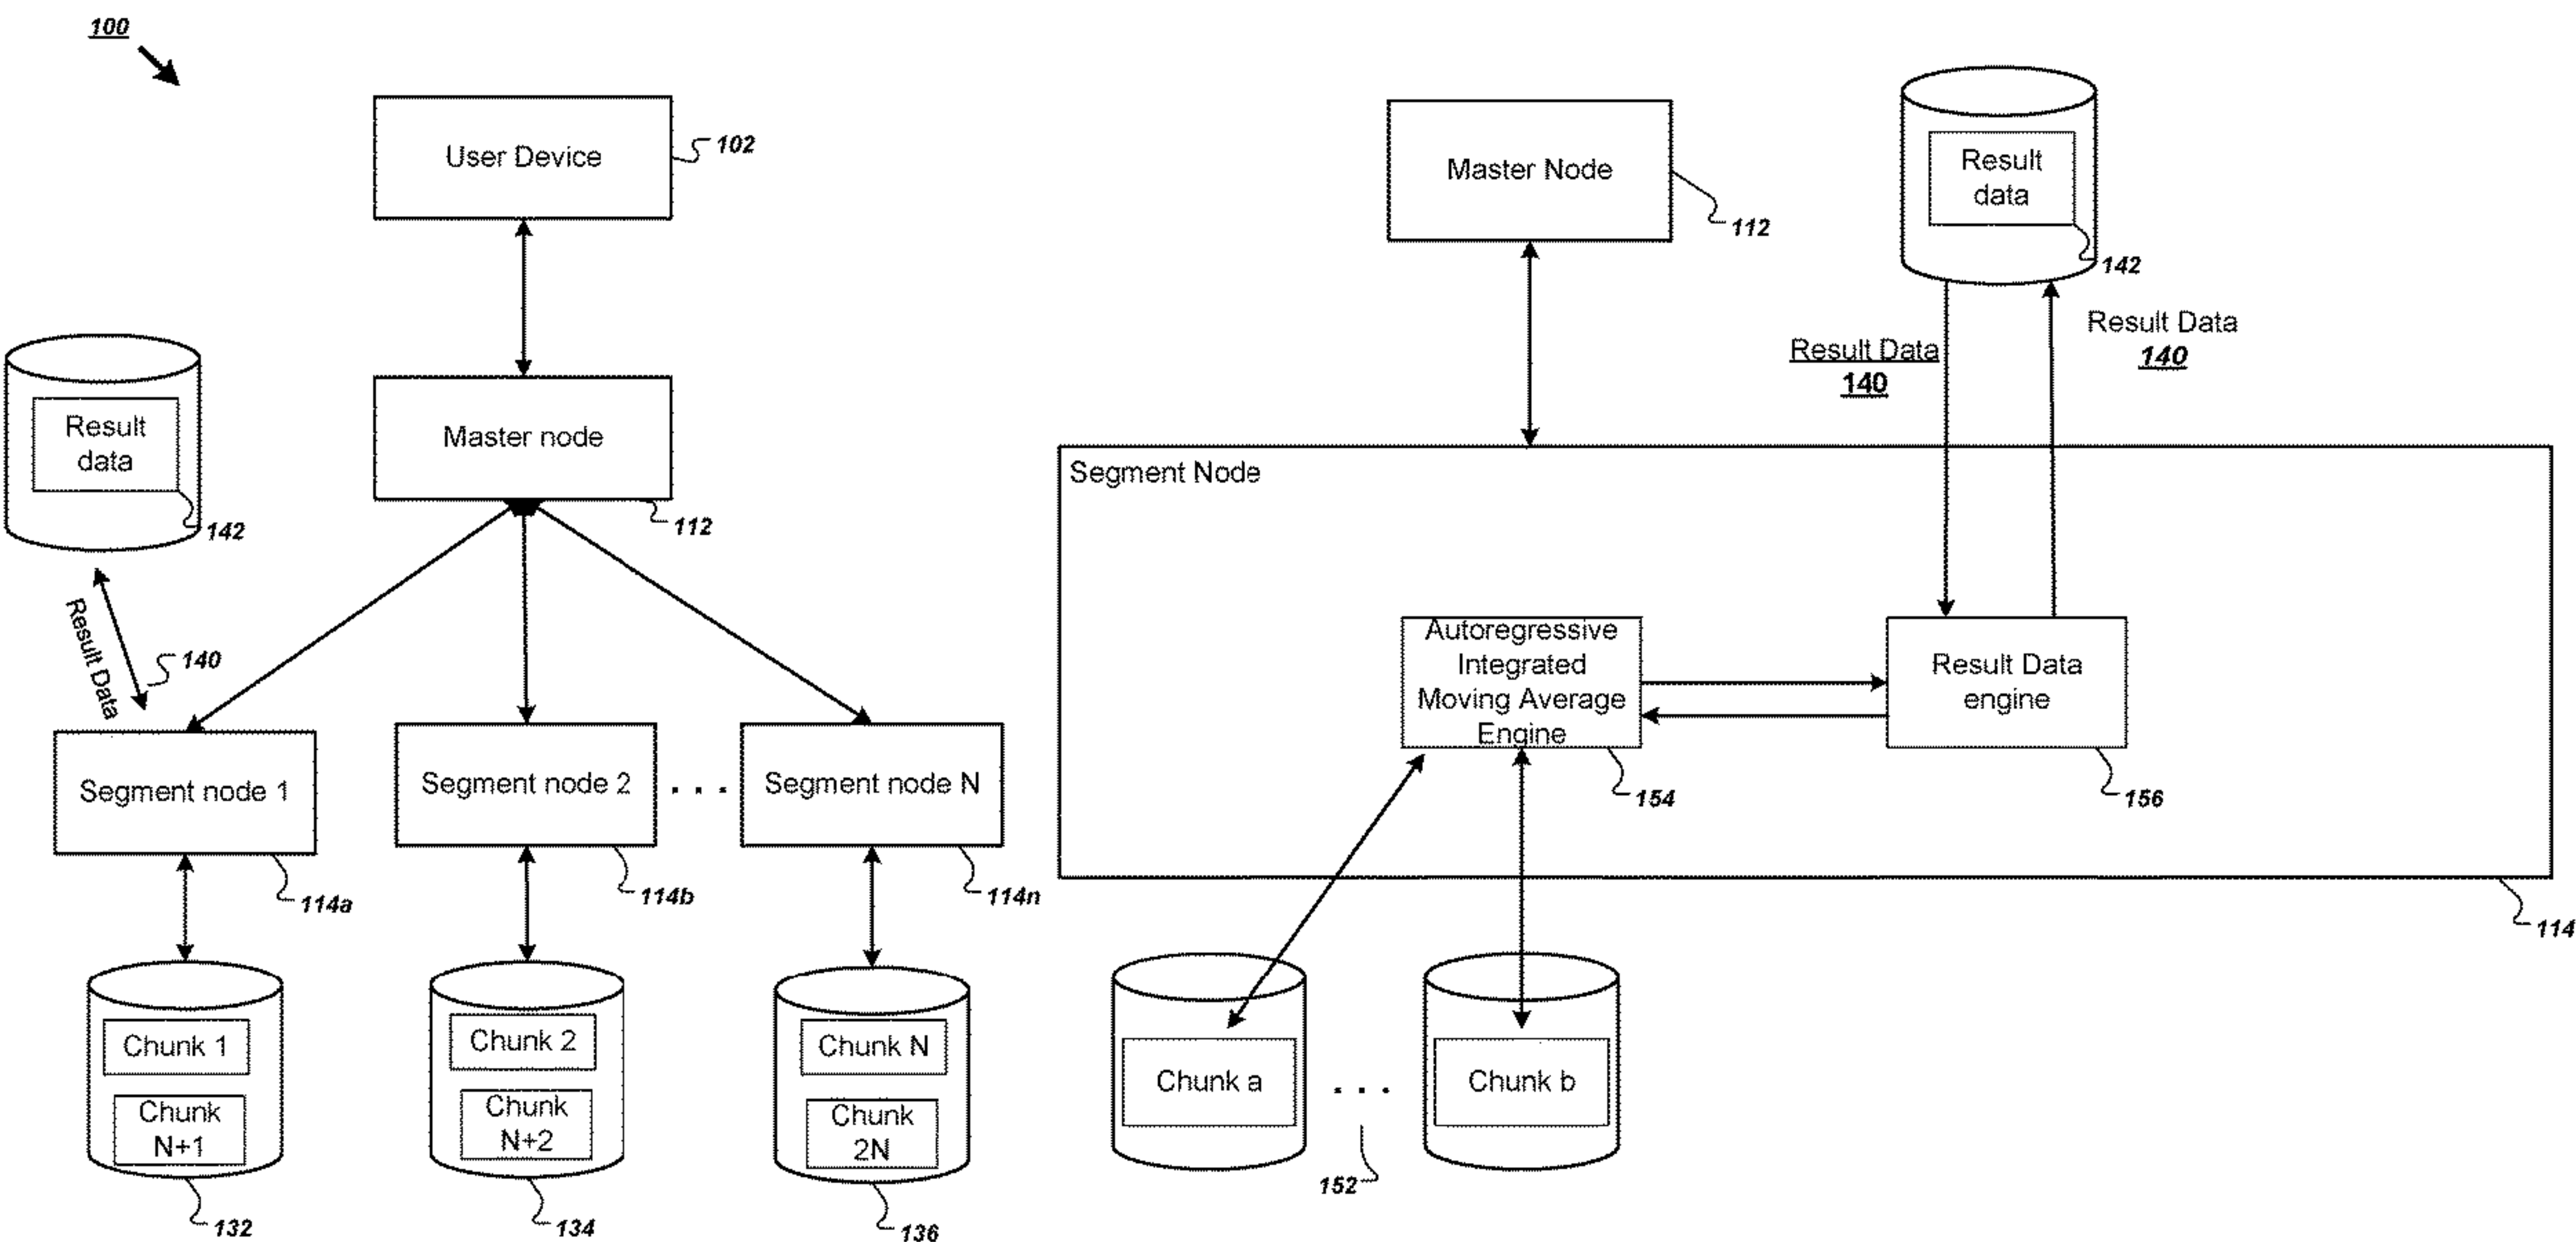 100
User Device
102
Result
data
142
Master node
112
Result Data
140
Segment node 1
114a
Segment node 2
114b
. . .
Segment node N
114n
Chunk 1
Chunk
N+1
132
Chunk 2
Chunk
N+2
134
Chunk N
Chunk
2N
136
Master Node
112
Result
data
142
Result Data
140
Result Data
140
Segment Node
Autoregressive
Integrated
Moving Average
Engine
154
Result Data
engine
156
114
Chunk a
. . .
152
Chunk b